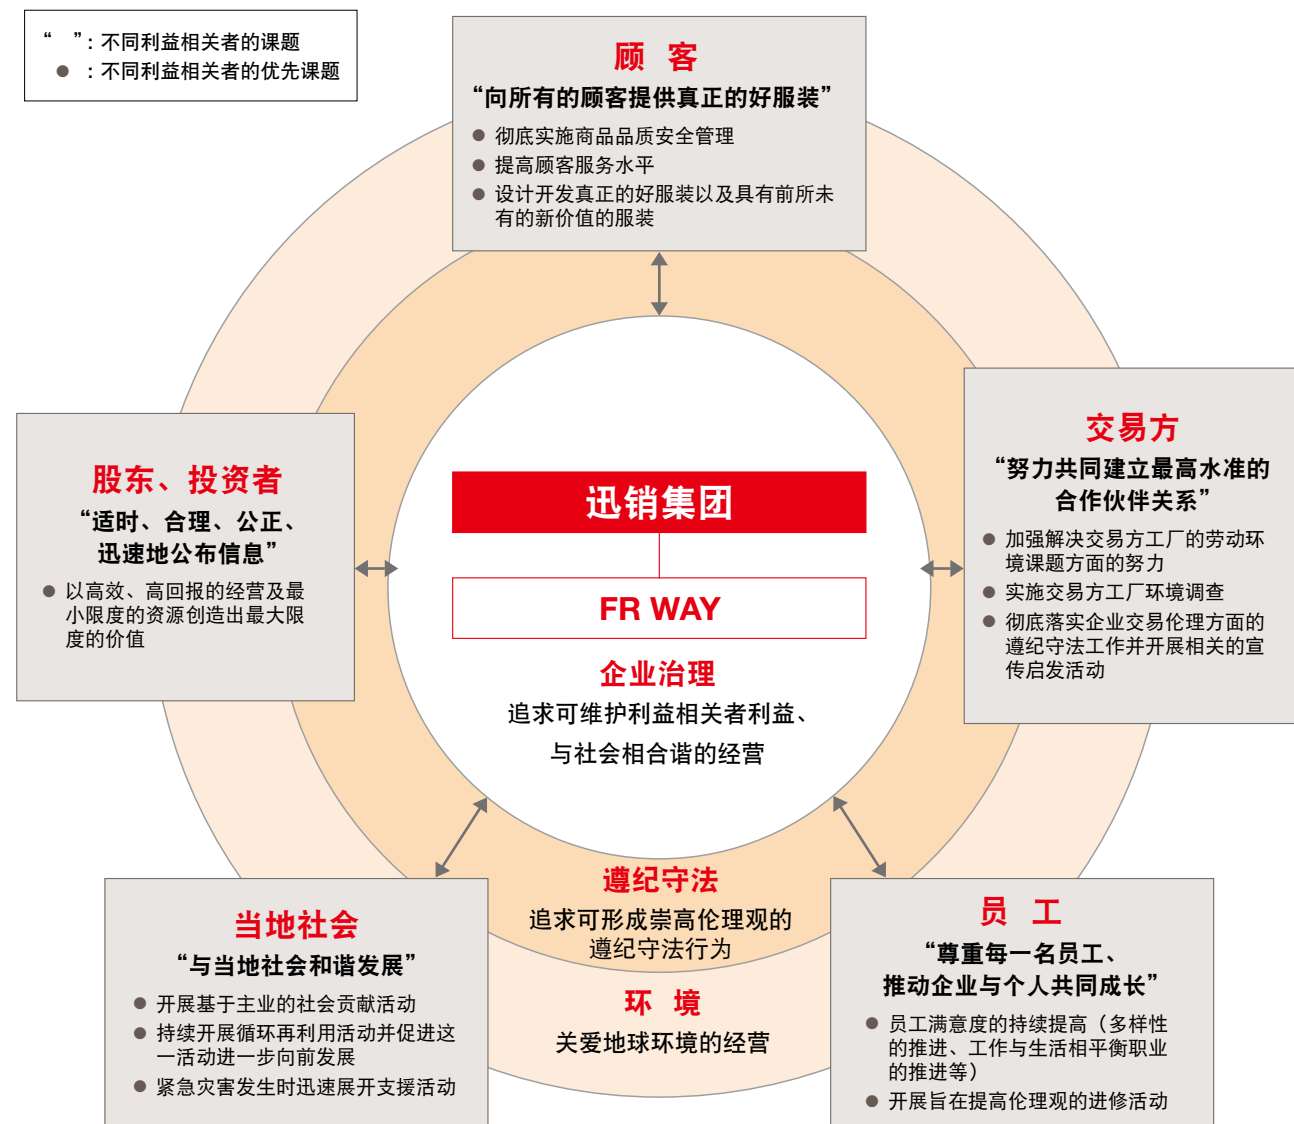 “　”：不同利益相关者的课题
●：不同利益相关者的优先课题
顾 客
“向所有的顾客提供真正的好服装”
● 彻底实施商品品质安全管理
● 提高顾客服务水平
● 设计开发真正的好服装以及具有前所未
有的新价值的服装
交易方
“努力共同建立最高水准的
合作伙伴关系”
● 加强解决交易方工厂的劳动环
境课题方面的努力
● 实施交易方工厂环境调查
● 彻底落实企业交易伦理方面的
遵纪守法工作并开展相关的宣
传启发活动
股东、投资者
“适时、合理、公正、
迅速地公布信息”
● 以高效、高回报的经营及最
小限度的资源创造出最大限
度的价值
迅销集团
FR WAY
企业治理
追求可维护利益相关者利益、
与社会相合谐的经营
遵纪守法
追求可形成崇高伦理观的
遵纪守法行为
环 境
关爱地球环境的经营
当地社会
“与当地社会和谐发展”
● 开展基于主业的社会贡献活动
● 持续开展循环再利用活动并促进这
一活动进一步向前发展
● 紧急灾害发生时迅速展开支援活动
员 工
“尊重每一名员工、
推动企业与个人共同成长”
● 员工满意度的持续提高（多样性
的推进、工作与生活相平衡职业
的推进等）
● 开展旨在提高伦理观的进修活动